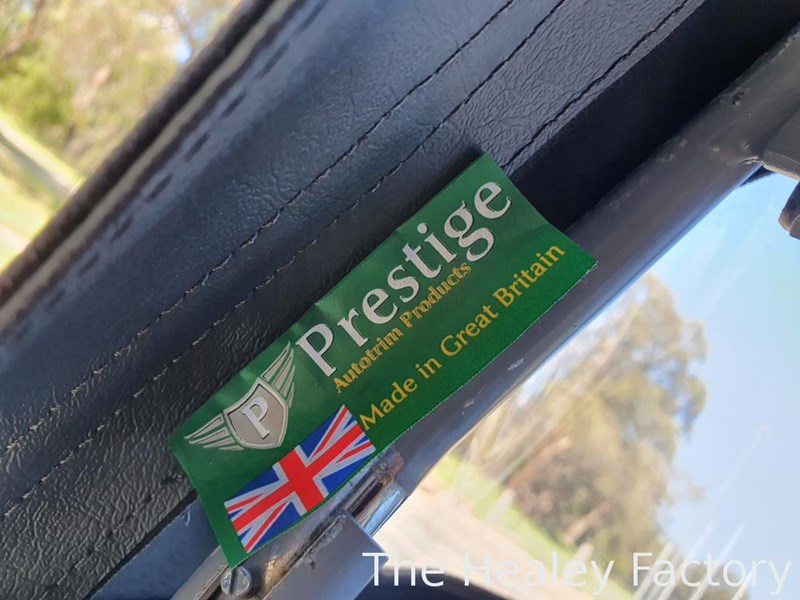 Prestige
Autotrim Products
Made in Great Britain
P
The Healey Factory